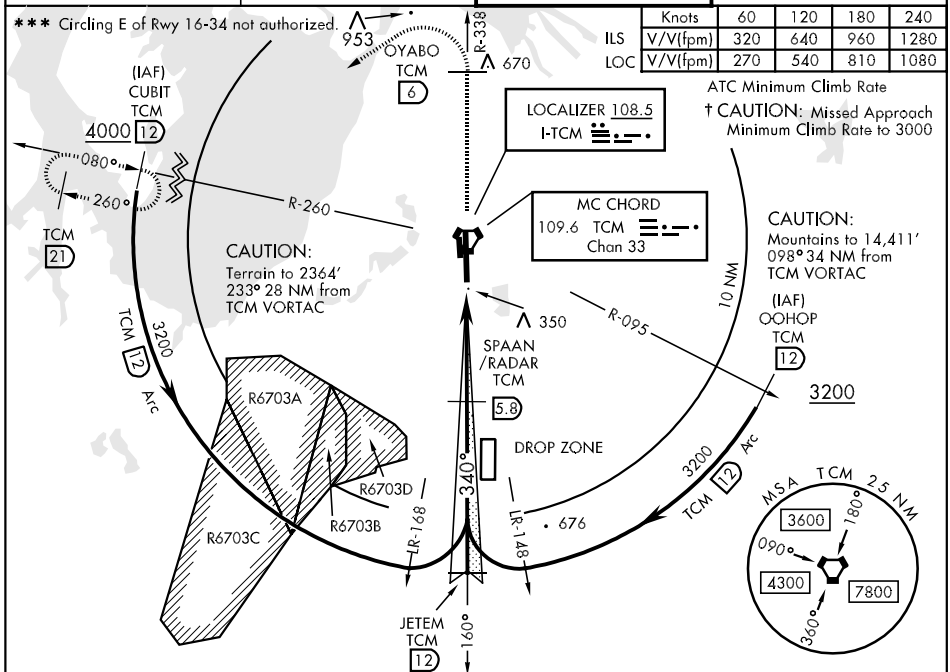 *** Circling E of Rwy 16-34 not authorized.
953
R-338
OYABO
TCM
6
670
Knots 60 120 180 240
ILS V/V(fpm) 320 640 960 1280
LOC V/V(fpm) 270 540 810 1080
ATC Minimum Climb Rate
† CAUTION: Missed Approach
Minimum Climb Rate to 3000
(IAF)
CUBIT
TCM
4000 12
080°
260°
R-260
TCM
21
LOCALIZER 108.5
I-TCM
MC CHORD
109.6 TCM
Chan 33
CAUTION:
Terrain to 2364'
233° 28 NM from
TCM VORTAC
CAUTION:
Mountains to 14,411'
098° 34 NM from
TCM VORTAC
10 NM
R-095
(IAF)
OOHOP
TCM
12
3200
350
SPAAN
/RADAR
TCM
5.8
3200
TCM 12 Arc
R6703A
R6703D
R6703B
R6703C
DROP ZONE
340°
3200
TCM 12 Arc
LR-168
LR-148
676
JETEM
TCM
12
160°
MSA TCM 25 NM
3600
180°
090°
4300
7800
360°